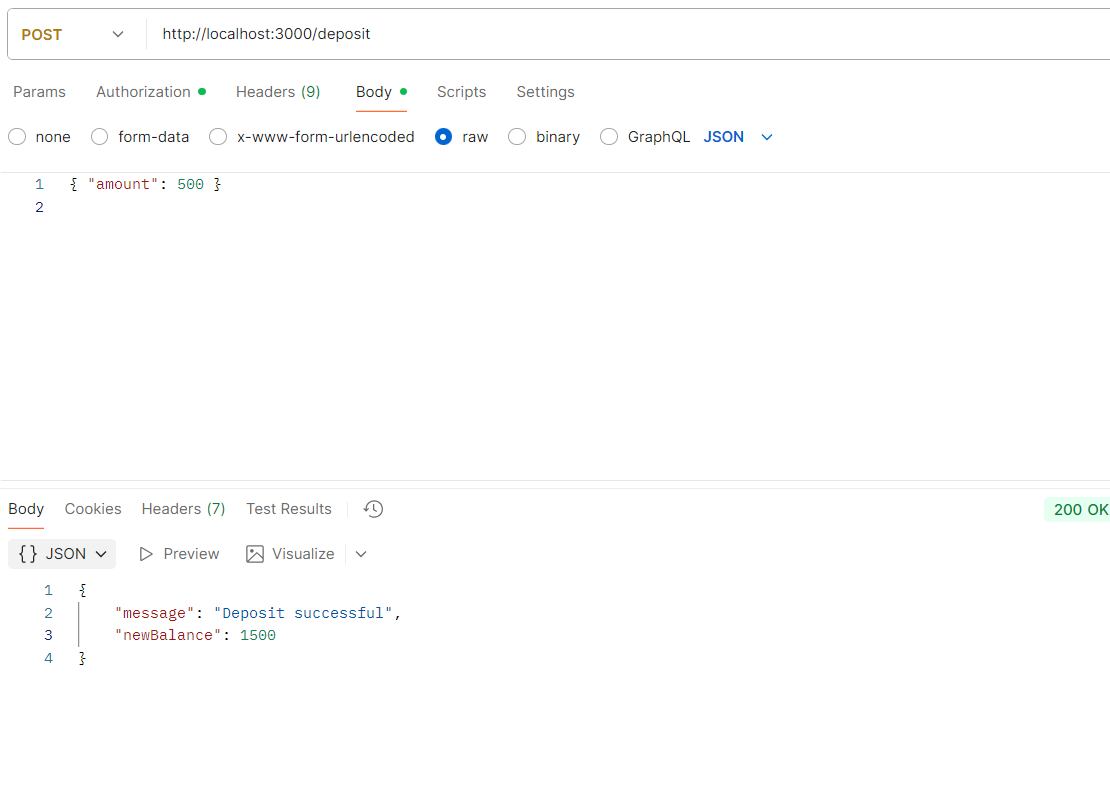 POST http://localhost:3000/deposit
Params Authorization Headers (9) Body Scripts Settings
none form-data x-www-form-urlencoded raw binary GraphQL JSON
1 { "amount": 500 }
2
Body Cookies Headers (7) Test Results 200 OK
{} JSON Preview Visualize
1 {
2 "message": "Deposit successful",
3 "newBalance": 1500
4 }